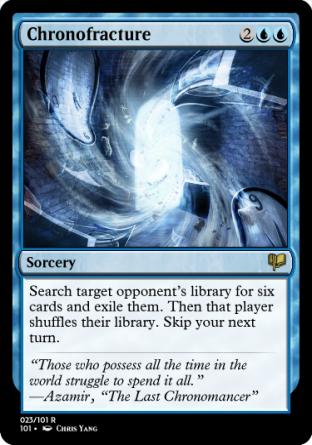 Chronofracture 2
Sorcery
Search target opponent's library for six
cards and exile them. Then that player
shuffles their library. Skip your next
turn.
“Those who possess all the time in the
world struggle to spend it all.”
—Azamir, “The Last Chronomancer”
023/101 R
101 • Chris Yang